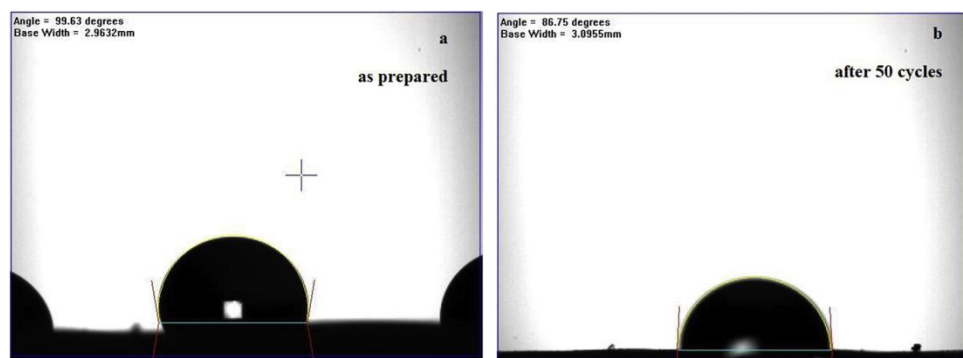 Angle = 99.63 degrees
Base Width = 2.9632mm
a
as prepared
Angle = 86.75 degrees
Base Width = 3.0955mm
b
after 50 cycles